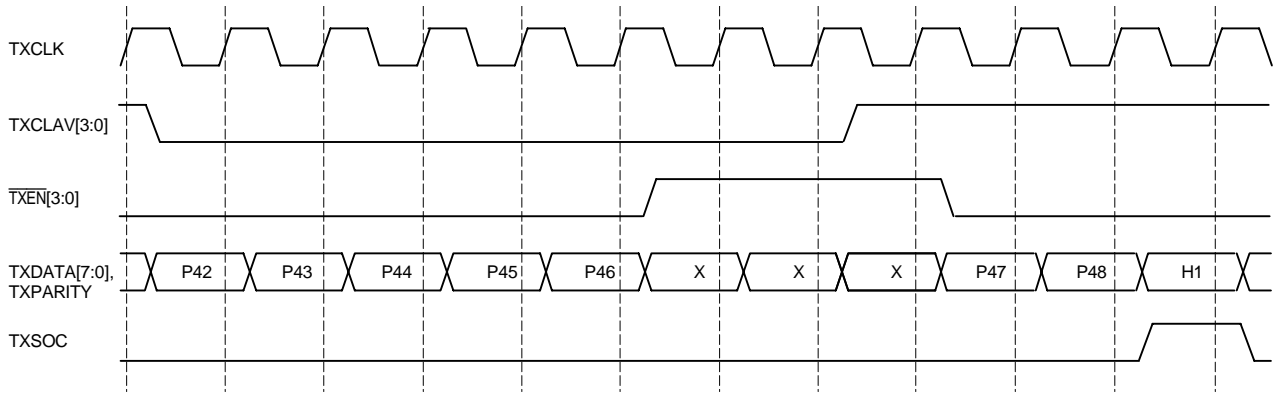 TXCLK
TXCLAV[3:0]
TXEN[3:0]
TXDATA[7:0],
TXPARITY
P42 P43 P44 P45 P46 X X X P47 P48 H1
TXSOC